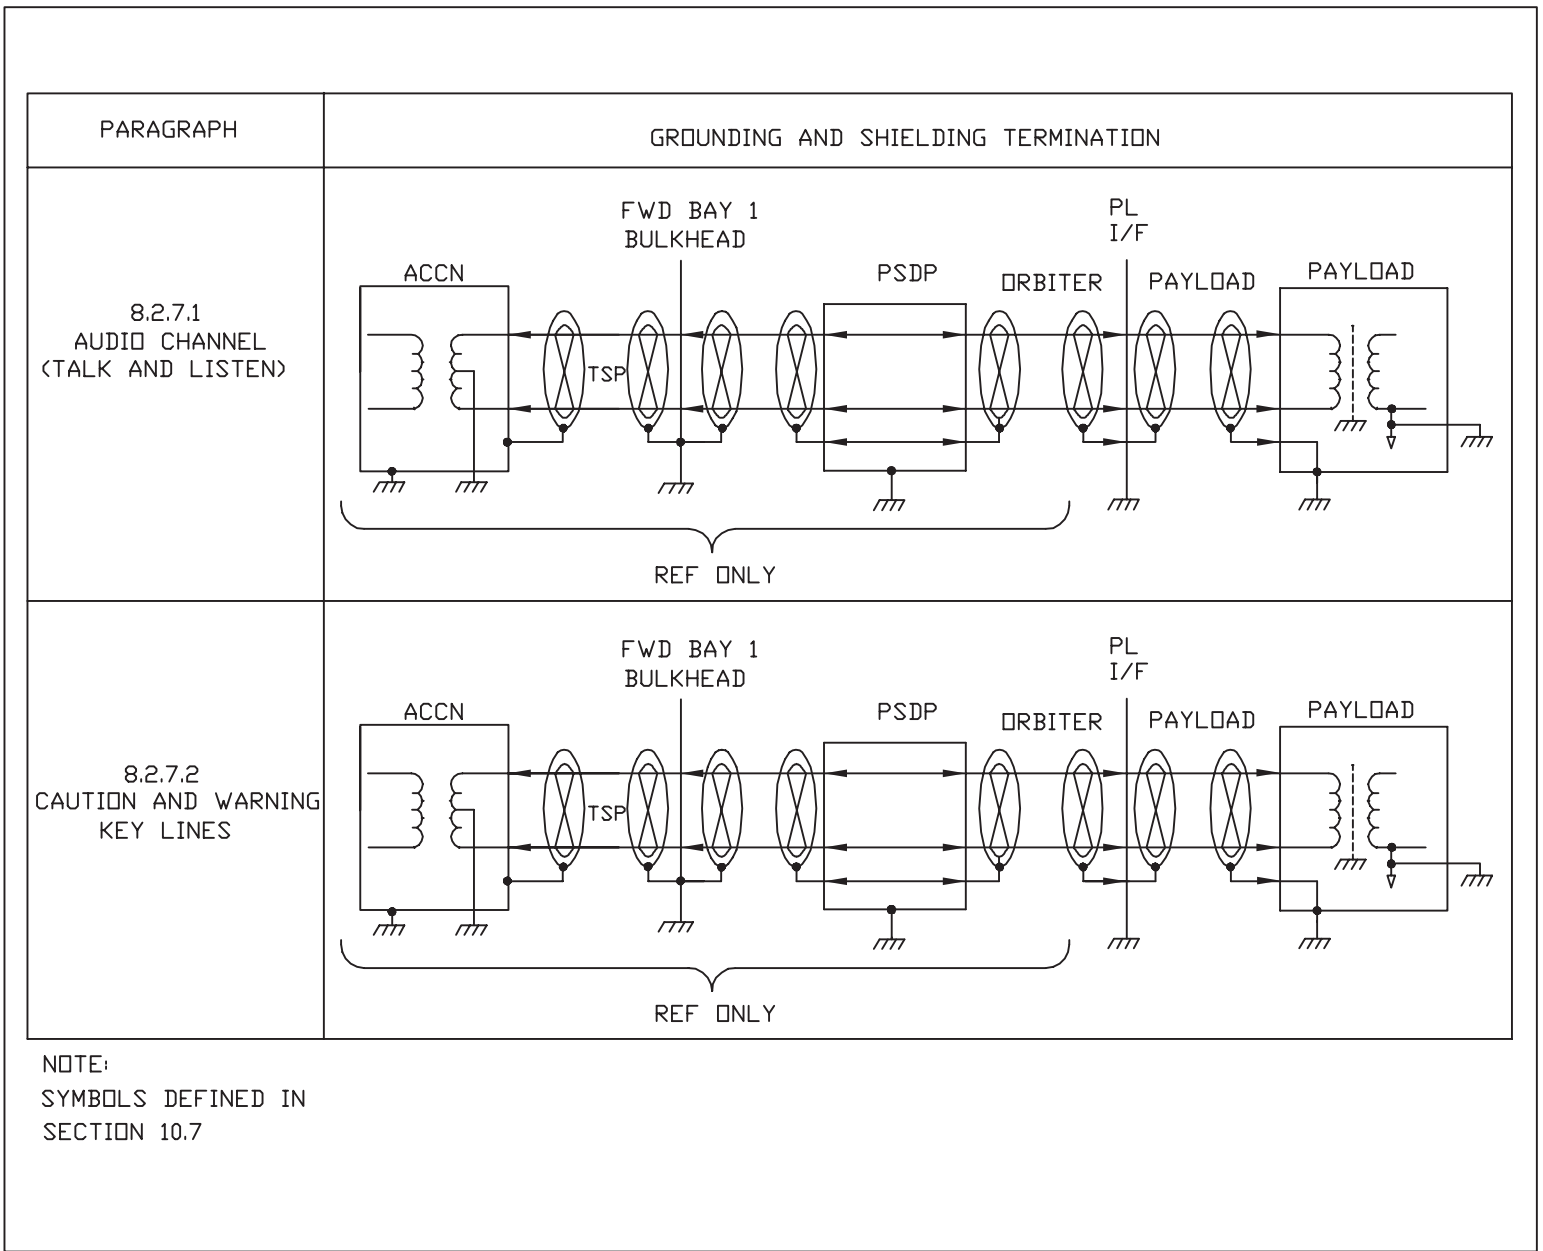 PARAGRAPH
GROUNDING AND SHIELDING TERMINATION
8.2.7.1
AUDIO CHANNEL
(TALK AND LISTEN)
FWD BAY 1
BULKHEAD
PL
I/F
ACCN
PSDP
ORBITER
PAYLOAD
PAYLOAD
TSP
REF ONLY
8.2.7.2
CAUTION AND WARNING
KEY LINES
FWD BAY 1
BULKHEAD
PL
I/F
ACCN
PSDP
ORBITER
PAYLOAD
PAYLOAD
TSP
REF ONLY
NOTE:
SYMBOLS DEFINED IN
SECTION 10.7